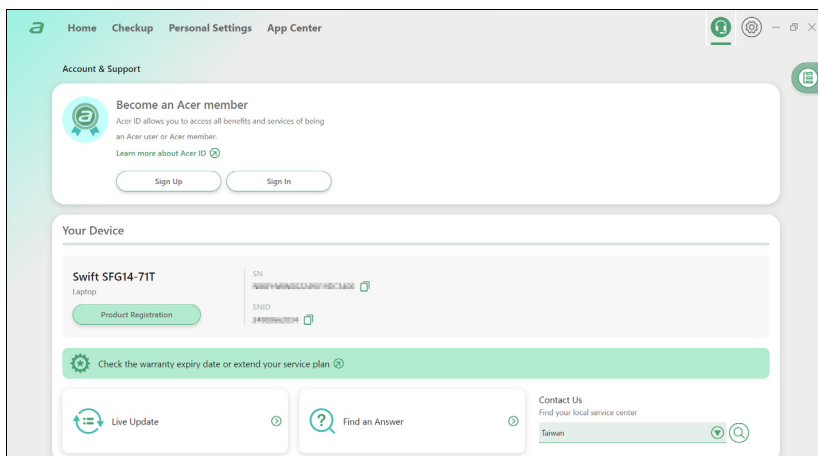 a
Home Checkup Personal Settings App Center
Account & Support
Become an Acer member
Acer ID allows you to access all benefits and services of being
an Acer user or Acer member.
Learn more about Acer ID
Sign Up Sign In
Your Device
Swift SFG14-71T
Laptop
Product Registration
SN
SNID
Check the warranty expiry date or extend your service plan
Live Update
Find an Answer
Contact Us
Find your local service center
Taiwan